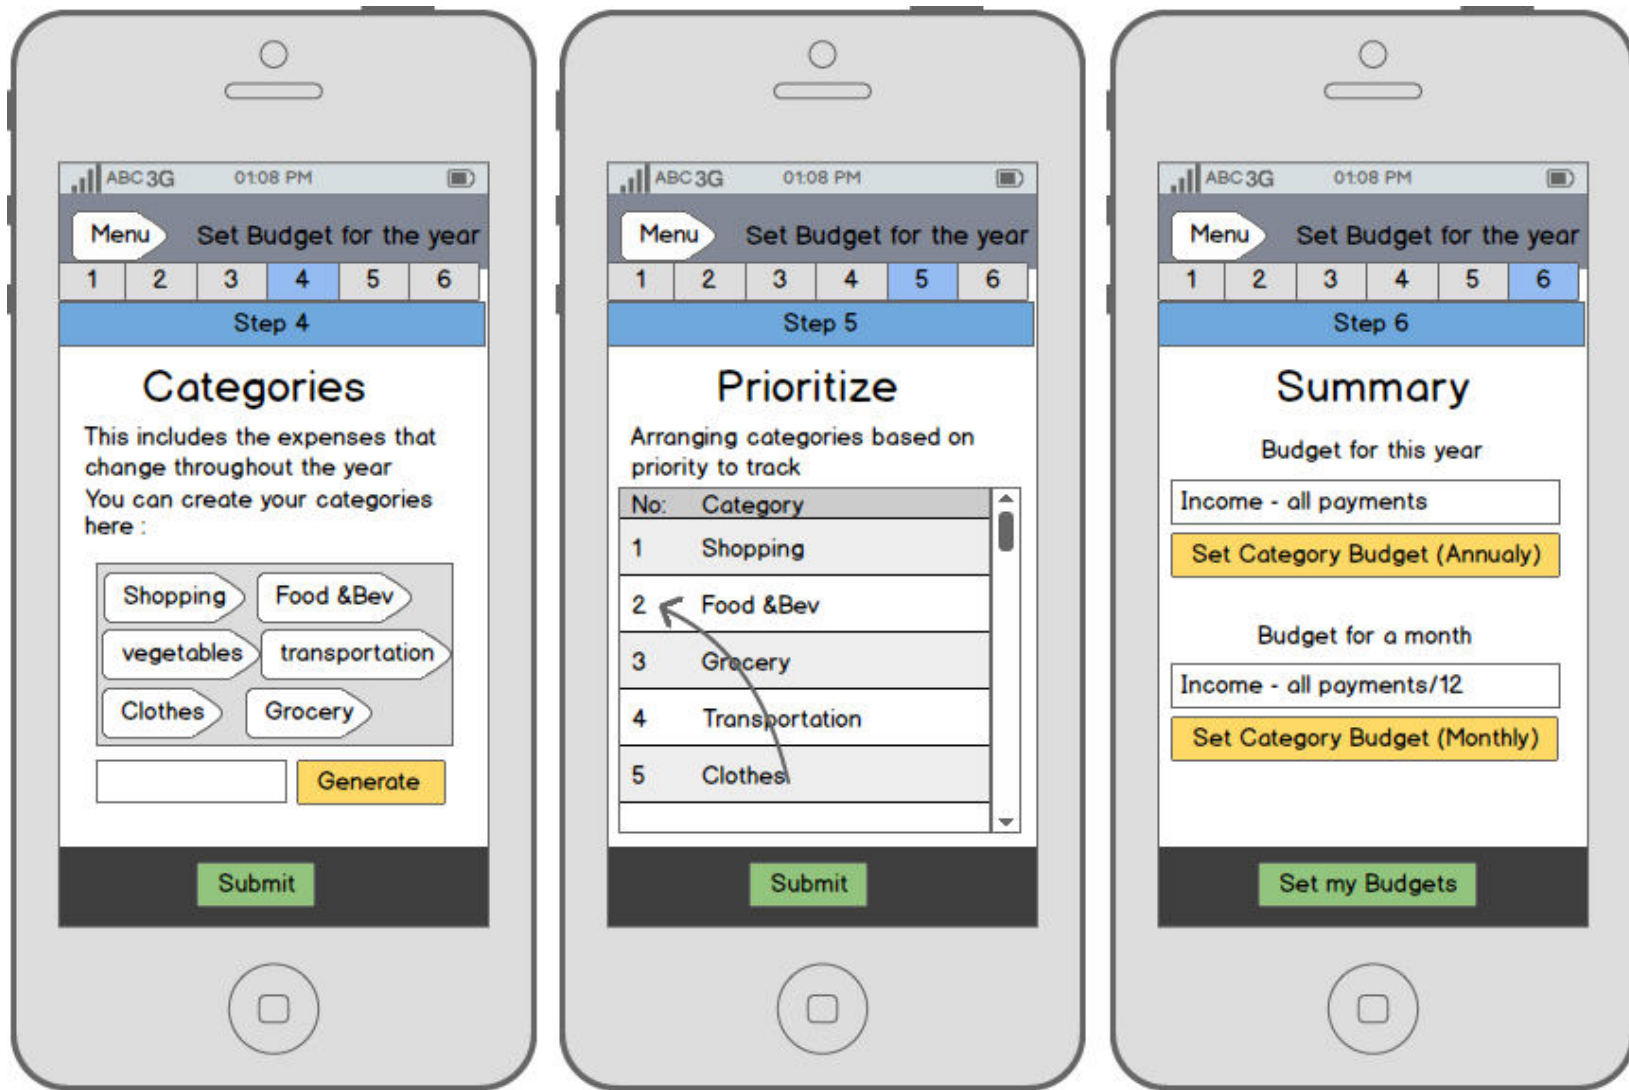 ABC 3G 01:08 PM
Menu Set Budget for the year
1 2 3 4 5 6
Step 4
Categories
This includes the expenses that
change throughout the year
You can create your categories
here :
Shopping Food &Bev
vegetables transportation
Clothes Grocery
Generate
Submit
ABC 3G 01:08 PM
Menu Set Budget for the year
1 2 3 4 5 6
Step 5
Prioritize
Arranging categories based on
priority to track
No: Category
1 Shopping
2 Food &Bev
3 Grocery
4 Transportation
5 Clothes
Submit
ABC 3G 01:08 PM
Menu Set Budget for the year
1 2 3 4 5 6
Step 6
Summary
Budget for this year
Income - all payments
Set Category Budget (Annualy)
Budget for a month
Income - all payments/12
Set Category Budget (Monthly)
Set my Budgets